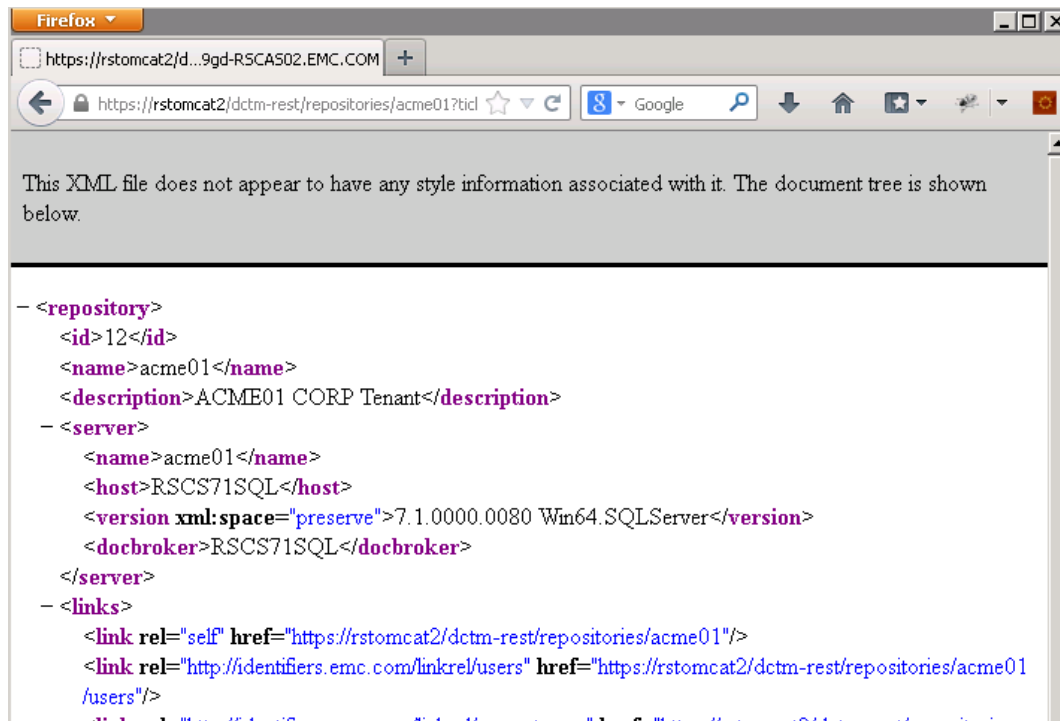 Firefox
https://rstomcat2/d...9gd-RSCAS02.EMC.COM
https://rstomcat2/dctm-rest/repositories/acme01?ticl
Google
This XML file does not appear to have any style information associated with it. The document tree is shown
below.
− <repository>
<id>12</id>
<name>acme01</name>
<description>ACME01 CORP Tenant</description>
− <server>
<name>acme01</name>
<host>RSCS71SQL</host>
<version xml:space="preserve">7.1.0000.0080 Win64.SQLServer</version>
<docbroker>RSCS71SQL</docbroker>
</server>
− <links>
<link rel="self" href="https://rstomcat2/dctm-rest/repositories/acme01"/>
<link rel="http://identifiers.emc.com/linkrel/users" href="https://rstomcat2/dctm-rest/repositories/acme01
/users"/>